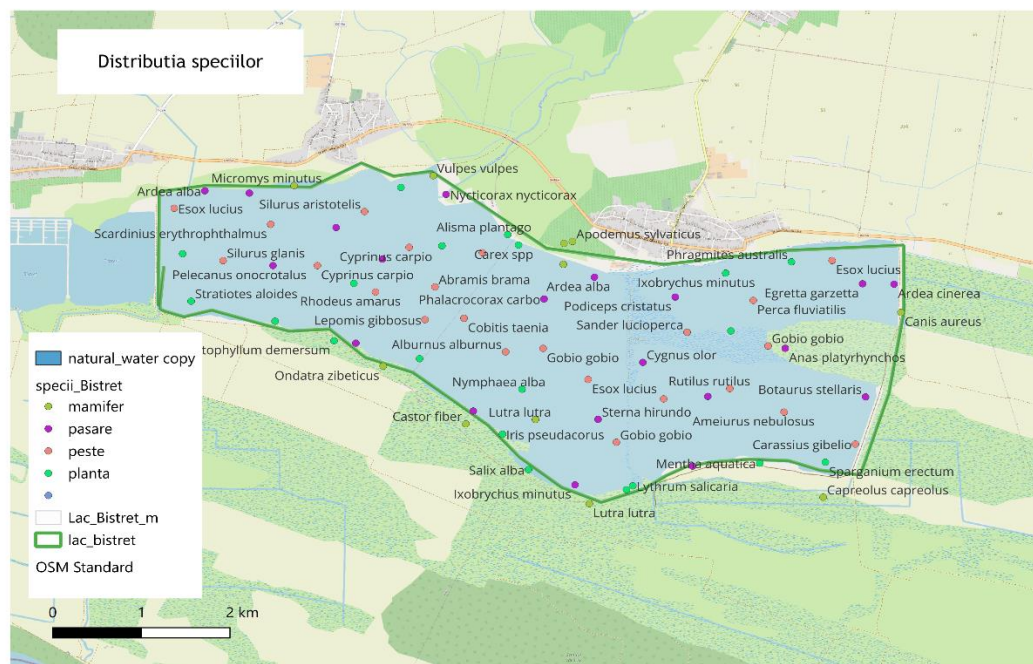 Distributia speciilor
Vulpes vulpes
Micromys minutus
Ardea alba
Nycticorax nycticorax
Esox lucius
Silurus aristotelis
Scardinius erythrophthalmus
Alisma plantago
Apodemus sylvaticus
Silurus glanis
Cyprinus carpio
Carex spp
Phragmites australis
Pelecanus onocrotalus
Cyprinus carpio
Abramis brama
Ardea alba
Ixobrychus minutus
Esox lucius
Stratiotes aloides
Rhodeus amarus
Phalacrocorax carbo
Podiceps cristatus
Egretta garzetta
Ardea cinerea
Perca fluviatilis
Lepomis gibbosus
Cobitis taenia
Sander lucioperca
Canis aureus
Alburnus alburnus
Gobio gobio
Gobio gobio
tophyllum demersum
Cygnus olor
Anas platyrhynchos
Ondatra zibeticus
Nymphaea alba
Esox lucius
Rutilus rutilus
Botaurus stellaris
Castor fiber
Lutra lutra
Sterna hirundo
Ameiurus nebulosus
Iris pseudacorus
Gobio gobio
Carassius gibelio
Salix alba
Mentha aquatica
Sparganium erectum
Ixobrychus minutus
Lythrum salicaria
Capreolus capreolus
Lutra lutra
natural_water copy
specii_Bistret
mamifer
pasare
peste
planta
Lac_Bistret_m
lac_bistret
OSM Standard
0 1 2 km